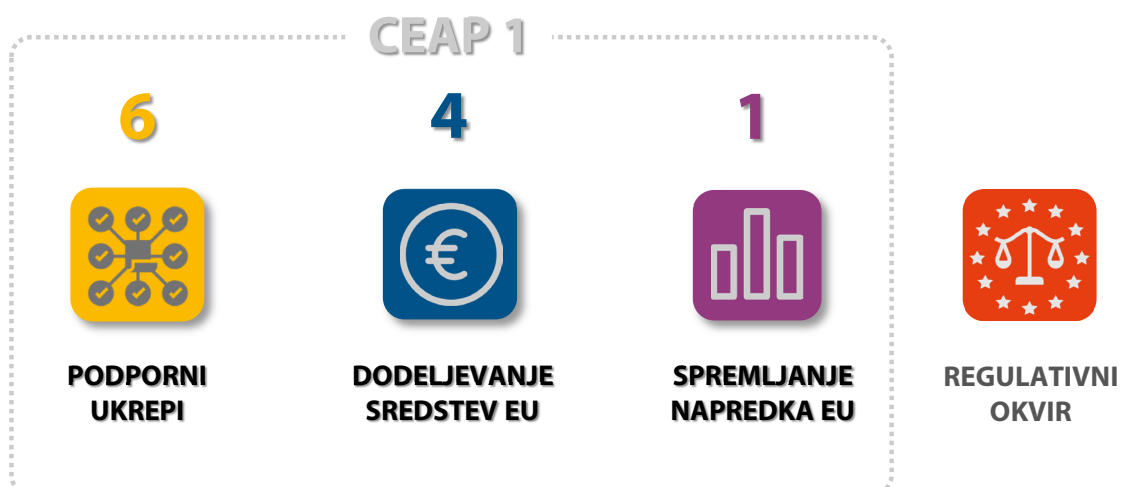 CEAP 1
6
4
1
€
PODPORNI
UKREPI
DODELJEVANJE
SREDSTEV EU
SPREMLJANJE
NAPREDKA EU
REGULATIVNI
OKVIR